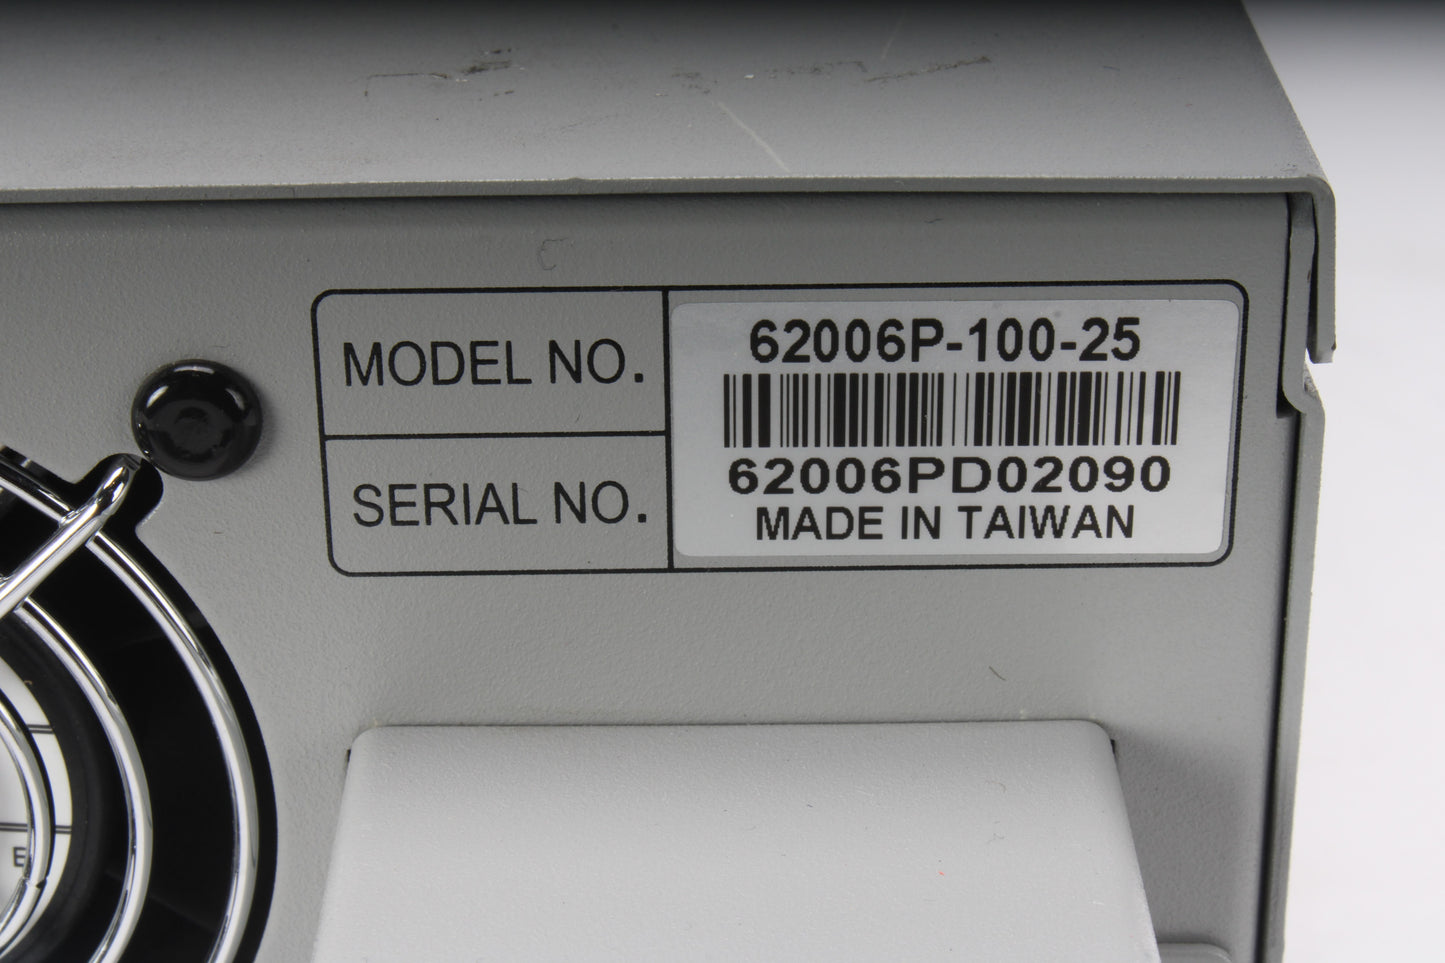 MODEL NO.
62006P-100-25
SERIAL NO.
62006PD02090
MADE IN TAIWAN